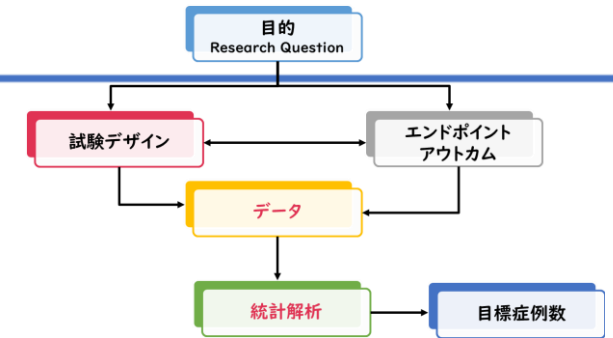 目的
Research Question
試験デザイン
エンドポイント
アウトカム
データ
統計解析
目標症例数